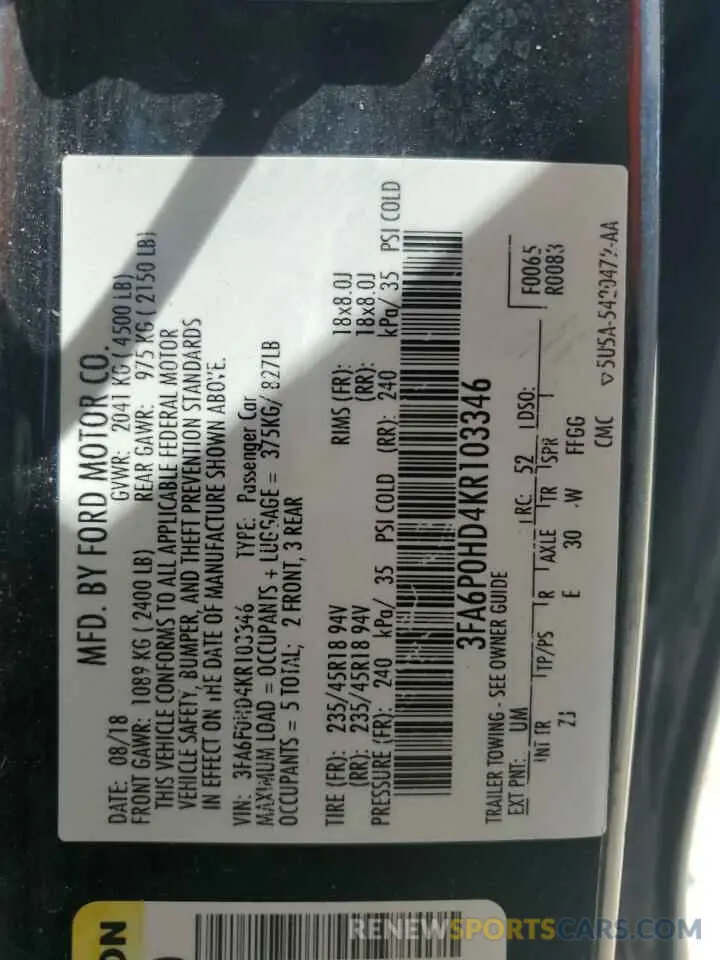 MFD. BY FORD MOTOR CO.
DATE: 08/18 GVWR: 2041 KG (4500 LB)
FRONT GAWR: 1089 KG (2400 LB) REAR GAWR: 975 KG (2150 LB)
THIS VEHICLE CONFORMS TO ALL APPLICABLE FEDERAL MOTOR
VEHICLE SAFETY, BUMPER, AND THEFT PREVENTION STANDARDS
IN EFFECT ON THE DATE OF MANUFACTURE SHOWN ABOVE.
VIN: 3FA6P0HD4KR103346 TYPE: Passenger Car
MAXIMUM LOAD = OCCUPANTS + LUGGAGE = 375KG/ 827LB
OCCUPANTS = 5 TOTAL; 2 FRONT, 3 REAR
TIRE (FR): 235/45R18 94V RIMS (FR): 18x8.0J
(RR): 235/45R18 94V (RR): 18x8.0J
PRESSURE (FR): 240 kPa/ 35 PSI COLD (RR): 240 kPa/ 35 PSI COLD
3FA6P0HD4KR103346
TRAILER TOWING - SEE OWNER GUIDE
EXT PNT: UM RC: 52 DSO: F0065
R0083
INT TR TP/PS R AXLE TR SPR
ZJ E 30 W FFGG
CMC
ON
RENEWSPORTSCARS.COM